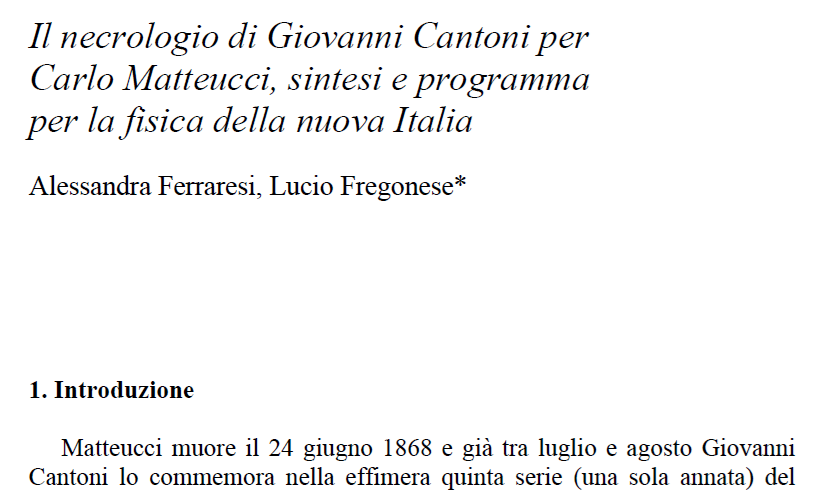 Il necrologio di Giovanni Cantoni per
Carlo Matteucci, sintesi e programma
per la fisica della nuova Italia
Alessandra Ferraresi, Lucio Fregonese*
1. Introduzione
Matteucci muore il 24 giugno 1868 e già tra luglio e agosto Giovanni
Cantoni lo commemora nella effimera quinta serie (una sola annata) del